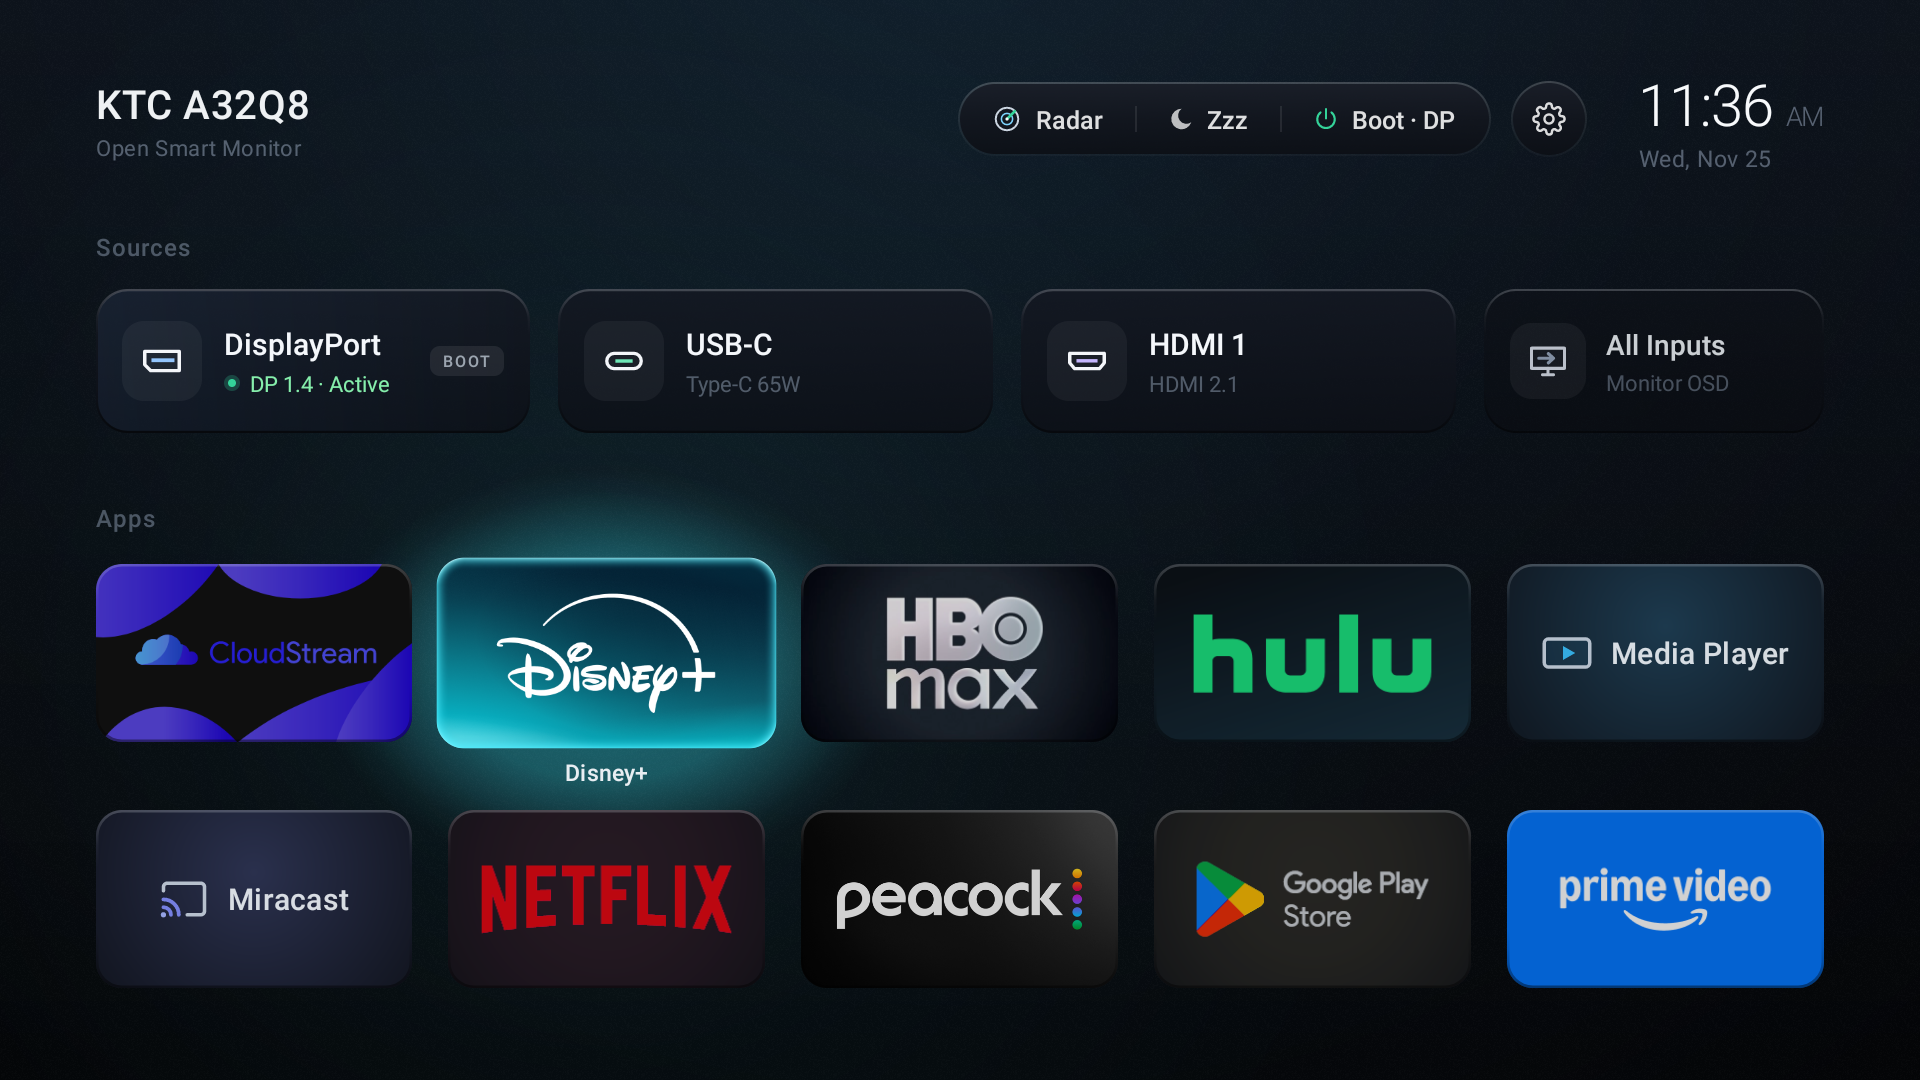 KTC A32Q8
Open Smart Monitor
Radar
Zzz
Boot · DP
11:36 AM
Wed, Nov 25
Sources
DisplayPort
DP 1.4 · Active
BOOT
USB-C
Type-C 65W
HDMI 1
HDMI 2.1
All Inputs
Monitor OSD
Apps
CloudStream
Disney+
HBO
max
hulu
Media Player
Disney+
Miracast
NETFLIX
peacock
Google Play
Store
prime video